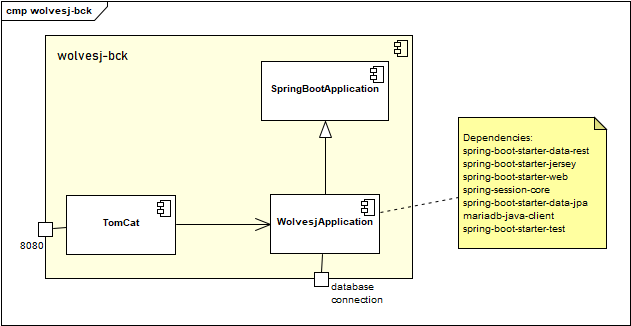 cmp wolvesj-bck
wolvesj-bck
SpringBootApplication
Dependencies:
spring-boot-starter-data-rest
spring-boot-starter-jersey
spring-boot-starter-web
spring-session-core
spring-boot-starter-data-jpa
mariadb-java-client
spring-boot-starter-test
TomCat
WolvesjApplication
8080
database
connection